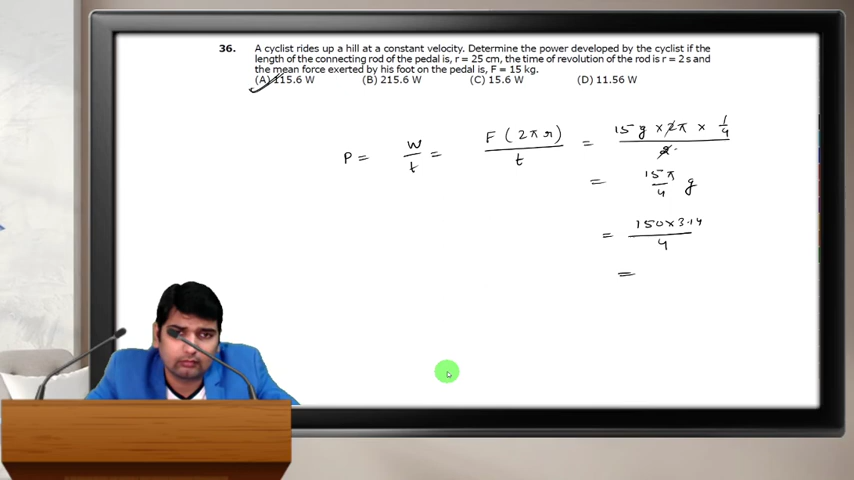 36. A cyclist rides up a hill at a constant velocity. Determine the power developed by the cyclist if the
length of the connecting rod of the pedal is, r = 25 cm, the time of revolution of the rod is r = 2 s and
the mean force exerted by his foot on the pedal is, F = 15 kg.
(A) 115.6 W (B) 215.6 W (C) 15.6 W (D) 11.56 W
P = W/t = F(2πr)/t = 15g × 2π × 1/4 / 2
= 15π/4 g
= 150×3.14/4
=